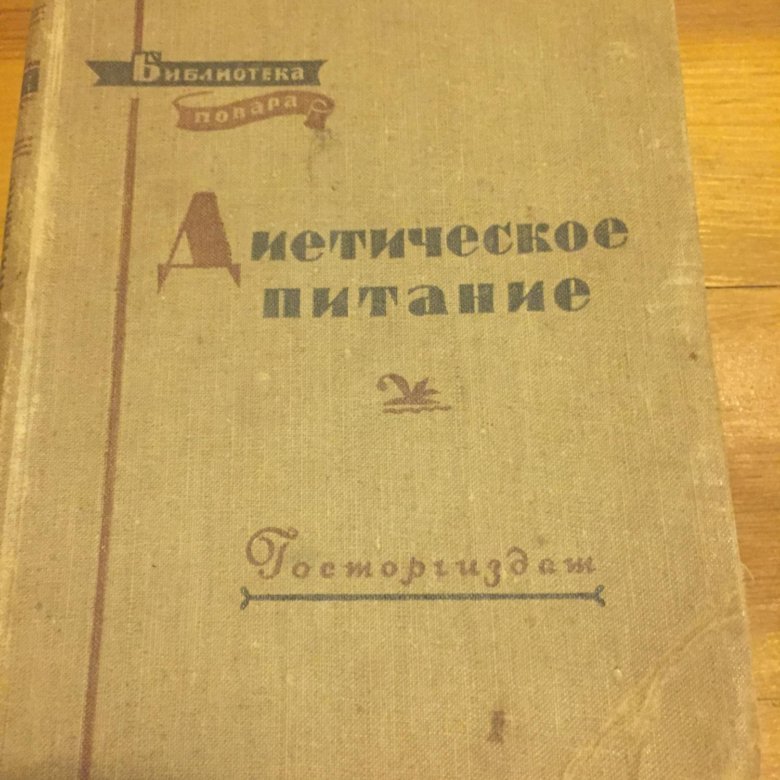 Библиотека
повара
Диетическое
питание
Госторгиздат